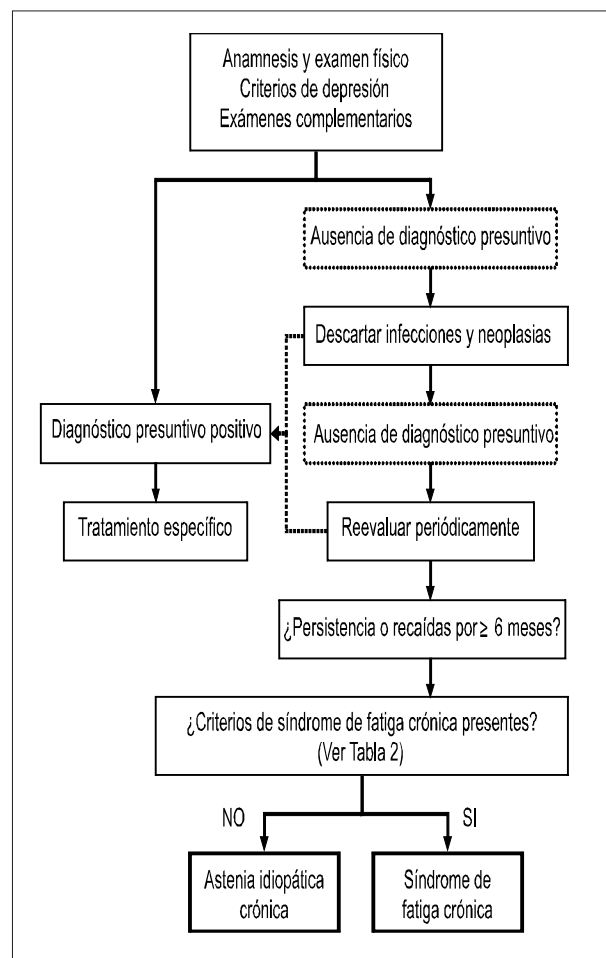 Anamnesis y examen físico
Criterios de depresión
Exámenes complementarios
Ausencia de diagnóstico presuntivo
Descartar infecciones y neoplasias
Diagnóstico presuntivo positivo
Ausencia de diagnóstico presuntivo
Tratamiento específico
Reevaluar periódicamente
¿Persistencia o recaídas por ≥ 6 meses?
¿Criterios de síndrome de fatiga crónica presentes?
(Ver Tabla 2)
NO
SI
Astenia idiopática
crónica
Síndrome de
fatiga crónica